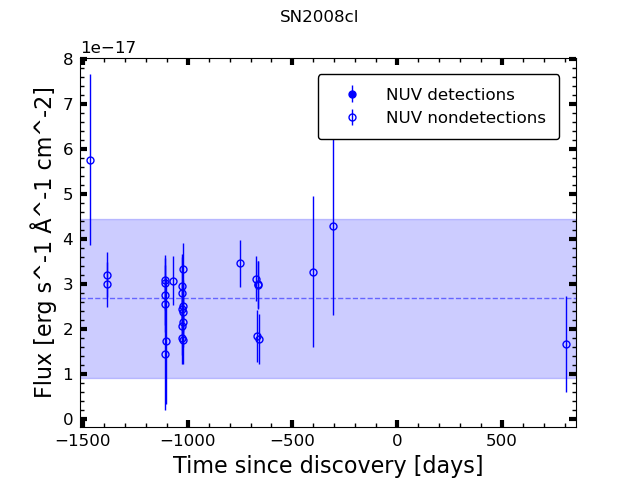 SN2008cl
1e−17
8
7
6
5
4
3
2
1
0
Flux [erg s^-1 Å^-1 cm^-2]
NUV detections
NUV nondetections
−1500 −1000 −500 0 500
Time since discovery [days]